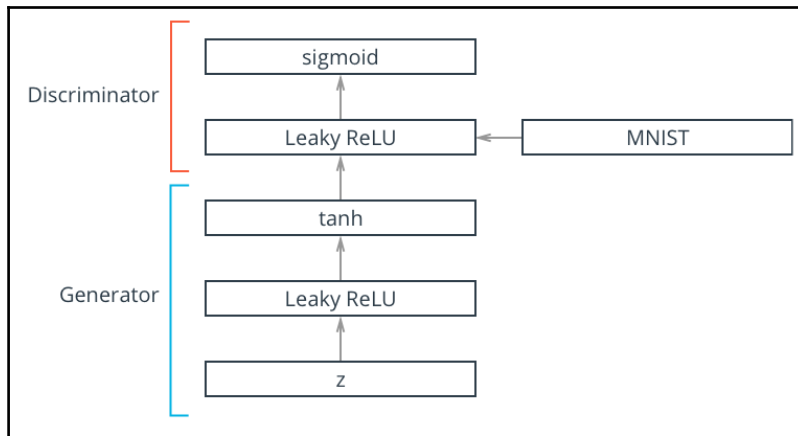 sigmoid
Discriminator
Leaky ReLU
MNIST
tanh
Generator
Leaky ReLU
z